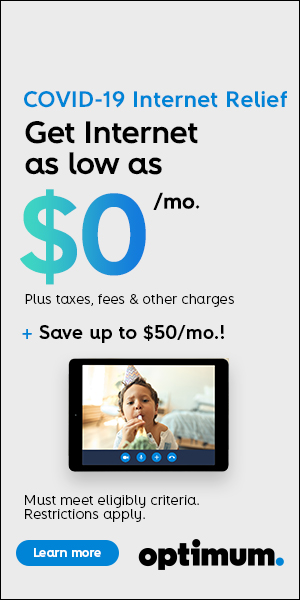 COVID-19 Internet Relief
Get Internet
as low as
$0 /mo.
Plus taxes, fees & other charges
+ Save up to $50/mo.!
Must meet eligibly criteria.
Restrictions apply.
Learn more
optimum.